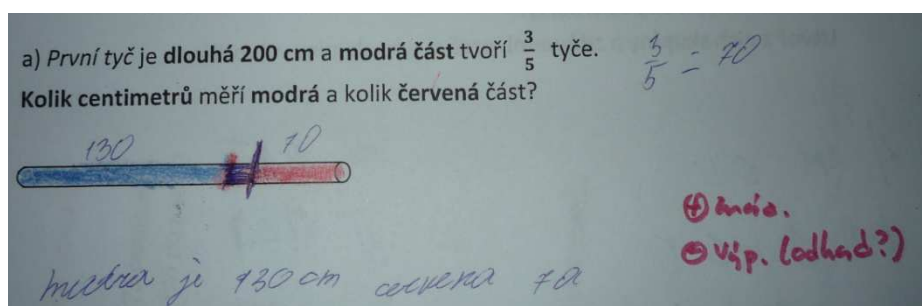 a) První tyč je dlouhá 200 cm a modrá část tvoří 3/5 tyče.
3/5 = 70
Kolik centimetrů měří modrá a kolik červená část?
130 70
⊕ znáz.
⊖ výp. (odhad?)
modra je 130 cm cervena 70